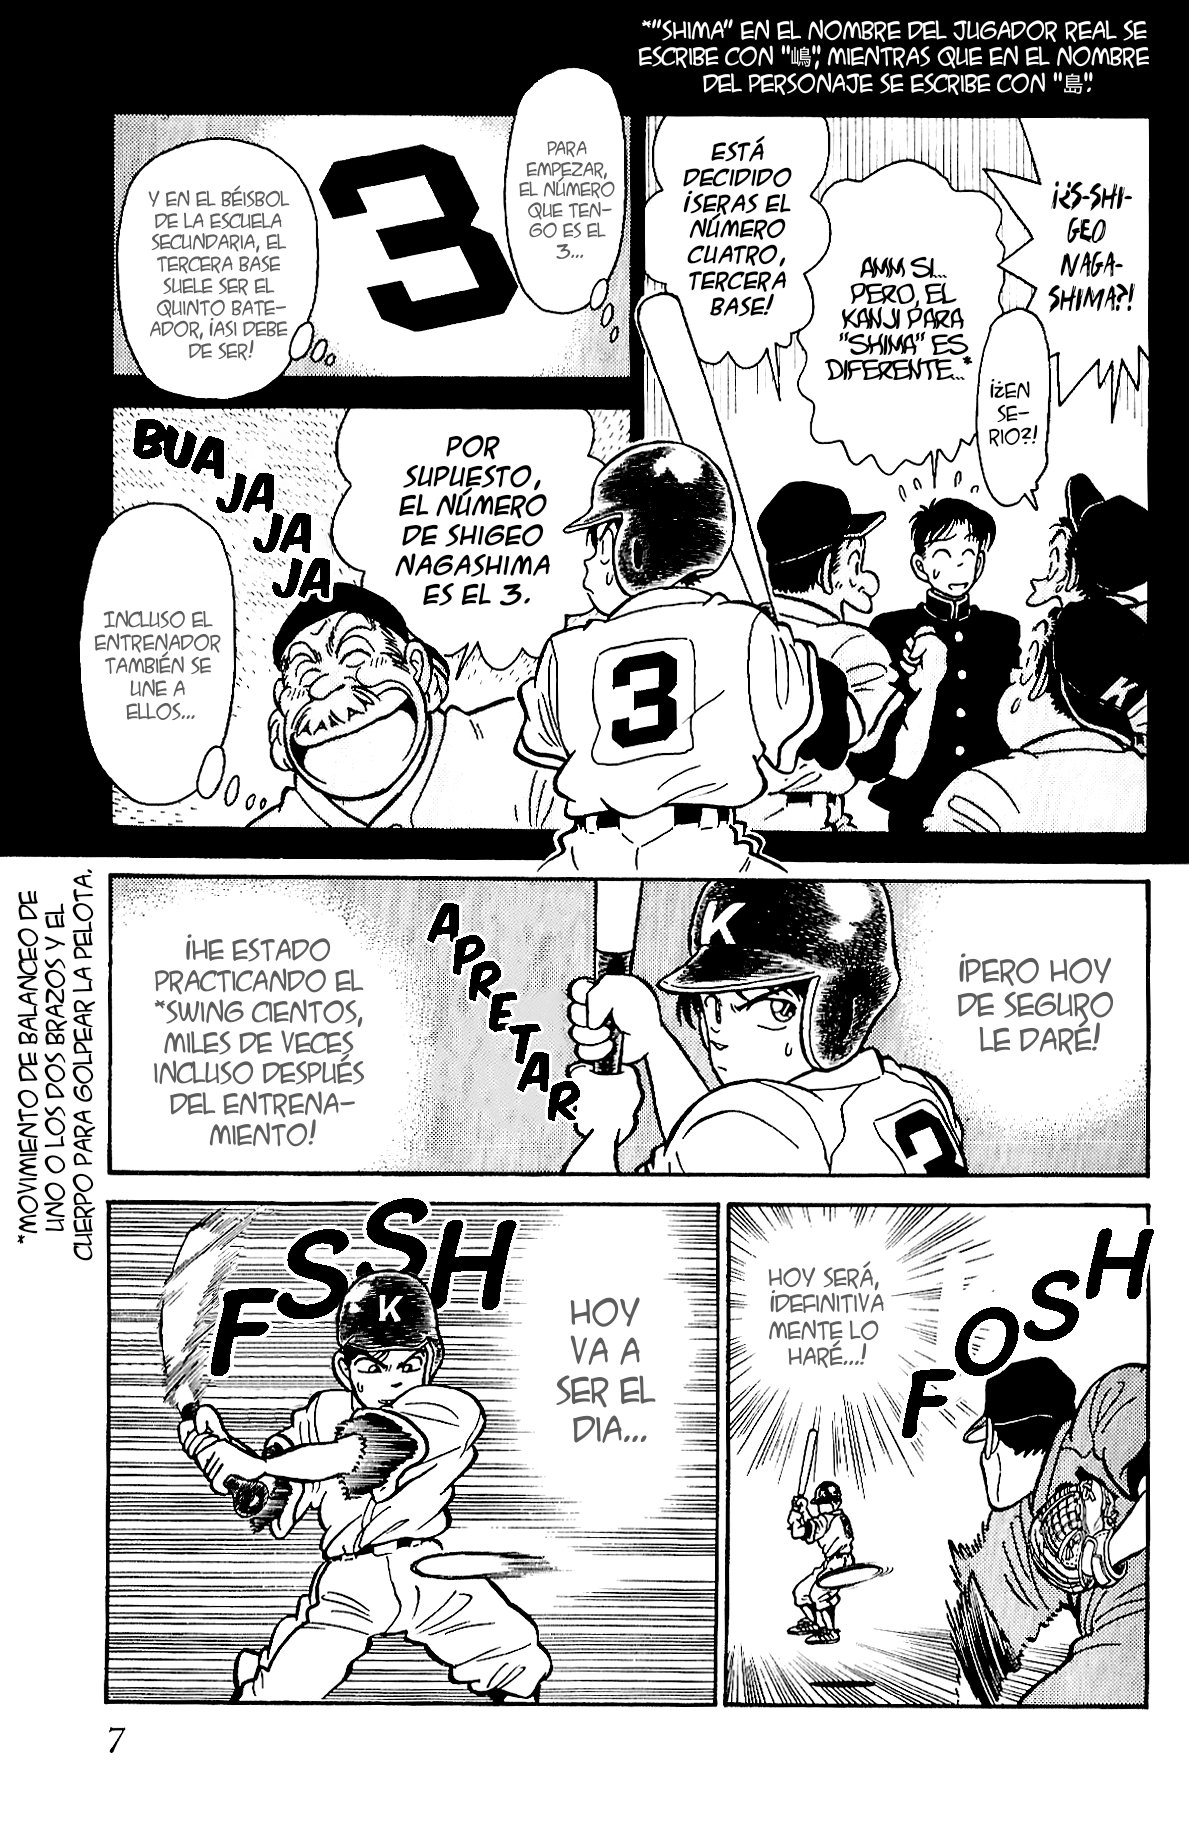 *"SHIMA" EN EL NOMBRE DEL JUGADOR REAL SE
ESCRIBE CON "嶋", MIENTRAS QUE EN EL NOMBRE
DEL PERSONAJE SE ESCRIBE CON "島".
¡¿S-SHI-
GEO
NAGA-
SHIMA?!
¡¿EN
SE-
RIO?!
AMM SI...
PERO, EL
KANJI PARA
"SHIMA" ES
DIFERENTE...*
ESTÁ
DECIDIDO
¡SERAS EL
NÚMERO
CUATRO,
TERCERA
BASE!
PARA
EMPEZAR,
EL NÚMERO
QUE TEN-
GO ES EL
3...
3
Y EN EL BÉISBOL
DE LA ESCUELA
SECUNDARIA, EL
TERCERA BASE
SUELE SER EL
QUINTO BATE-
ADOR, ¡ASI DEBE
DE SER!
POR
SUPUESTO,
EL NÚMERO
DE SHIGEO
NAGASHIMA
ES EL 3.
BUA
JA
JA
JA
INCLUSO EL
ENTRENADOR
TAMBIÉN SE
UNE A
ELLOS...
3
K
¡PERO HOY
DE SEGURO
LE DARÉ!
K
3
APRETAR
¡HE ESTADO
PRACTICANDO EL
*SWING CIENTOS,
MILES DE VECES
INCLUSO DESPUÉS
DEL ENTRENA-
MIENTO!
*MOVIMIENTO DE BALANCEO DE
UNO O LOS DOS BRAZOS Y EL
CUERPO PARA GOLPEAR LA PELOTA.
FOSH
HOY SERÁ,
¡DEFINITIVA
MENTE LO
HARÉ...!
FSSH
K
HOY
VA A
SER EL
DIA...
7